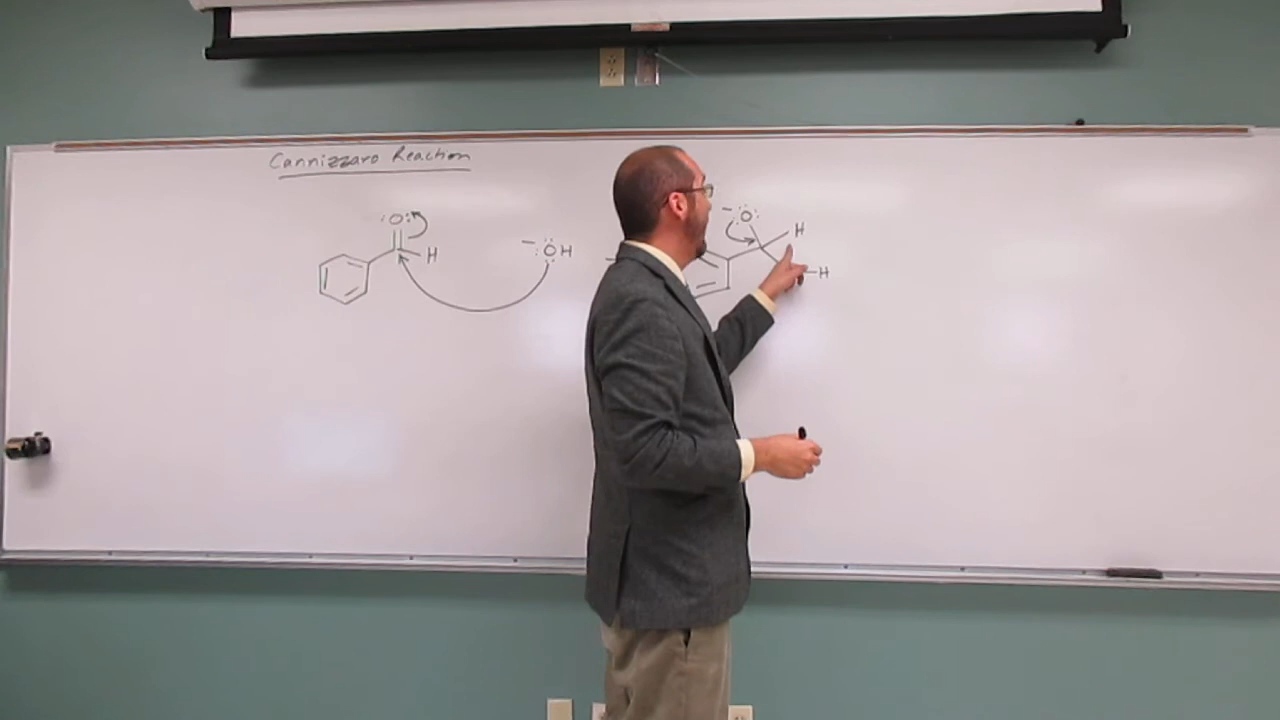 Cannizzaro Reaction
:O:
H
– :OH
– :O:
H
H